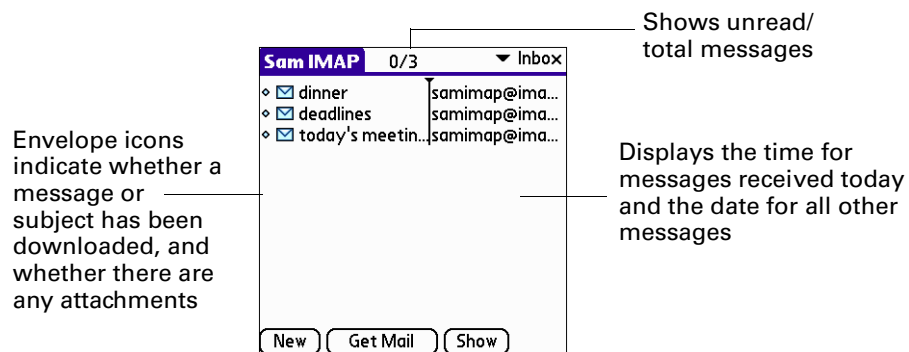 Shows unread/
total messages
Sam IMAP 0/3 Inbox
dinner samimap@ima...
deadlines samimap@ima...
today's meetin... samimap@ima...
Envelope icons
indicate whether a
message or
subject has been
downloaded, and
whether there are
any attachments
Displays the time for
messages received today
and the date for all other
messages
New Get Mail Show